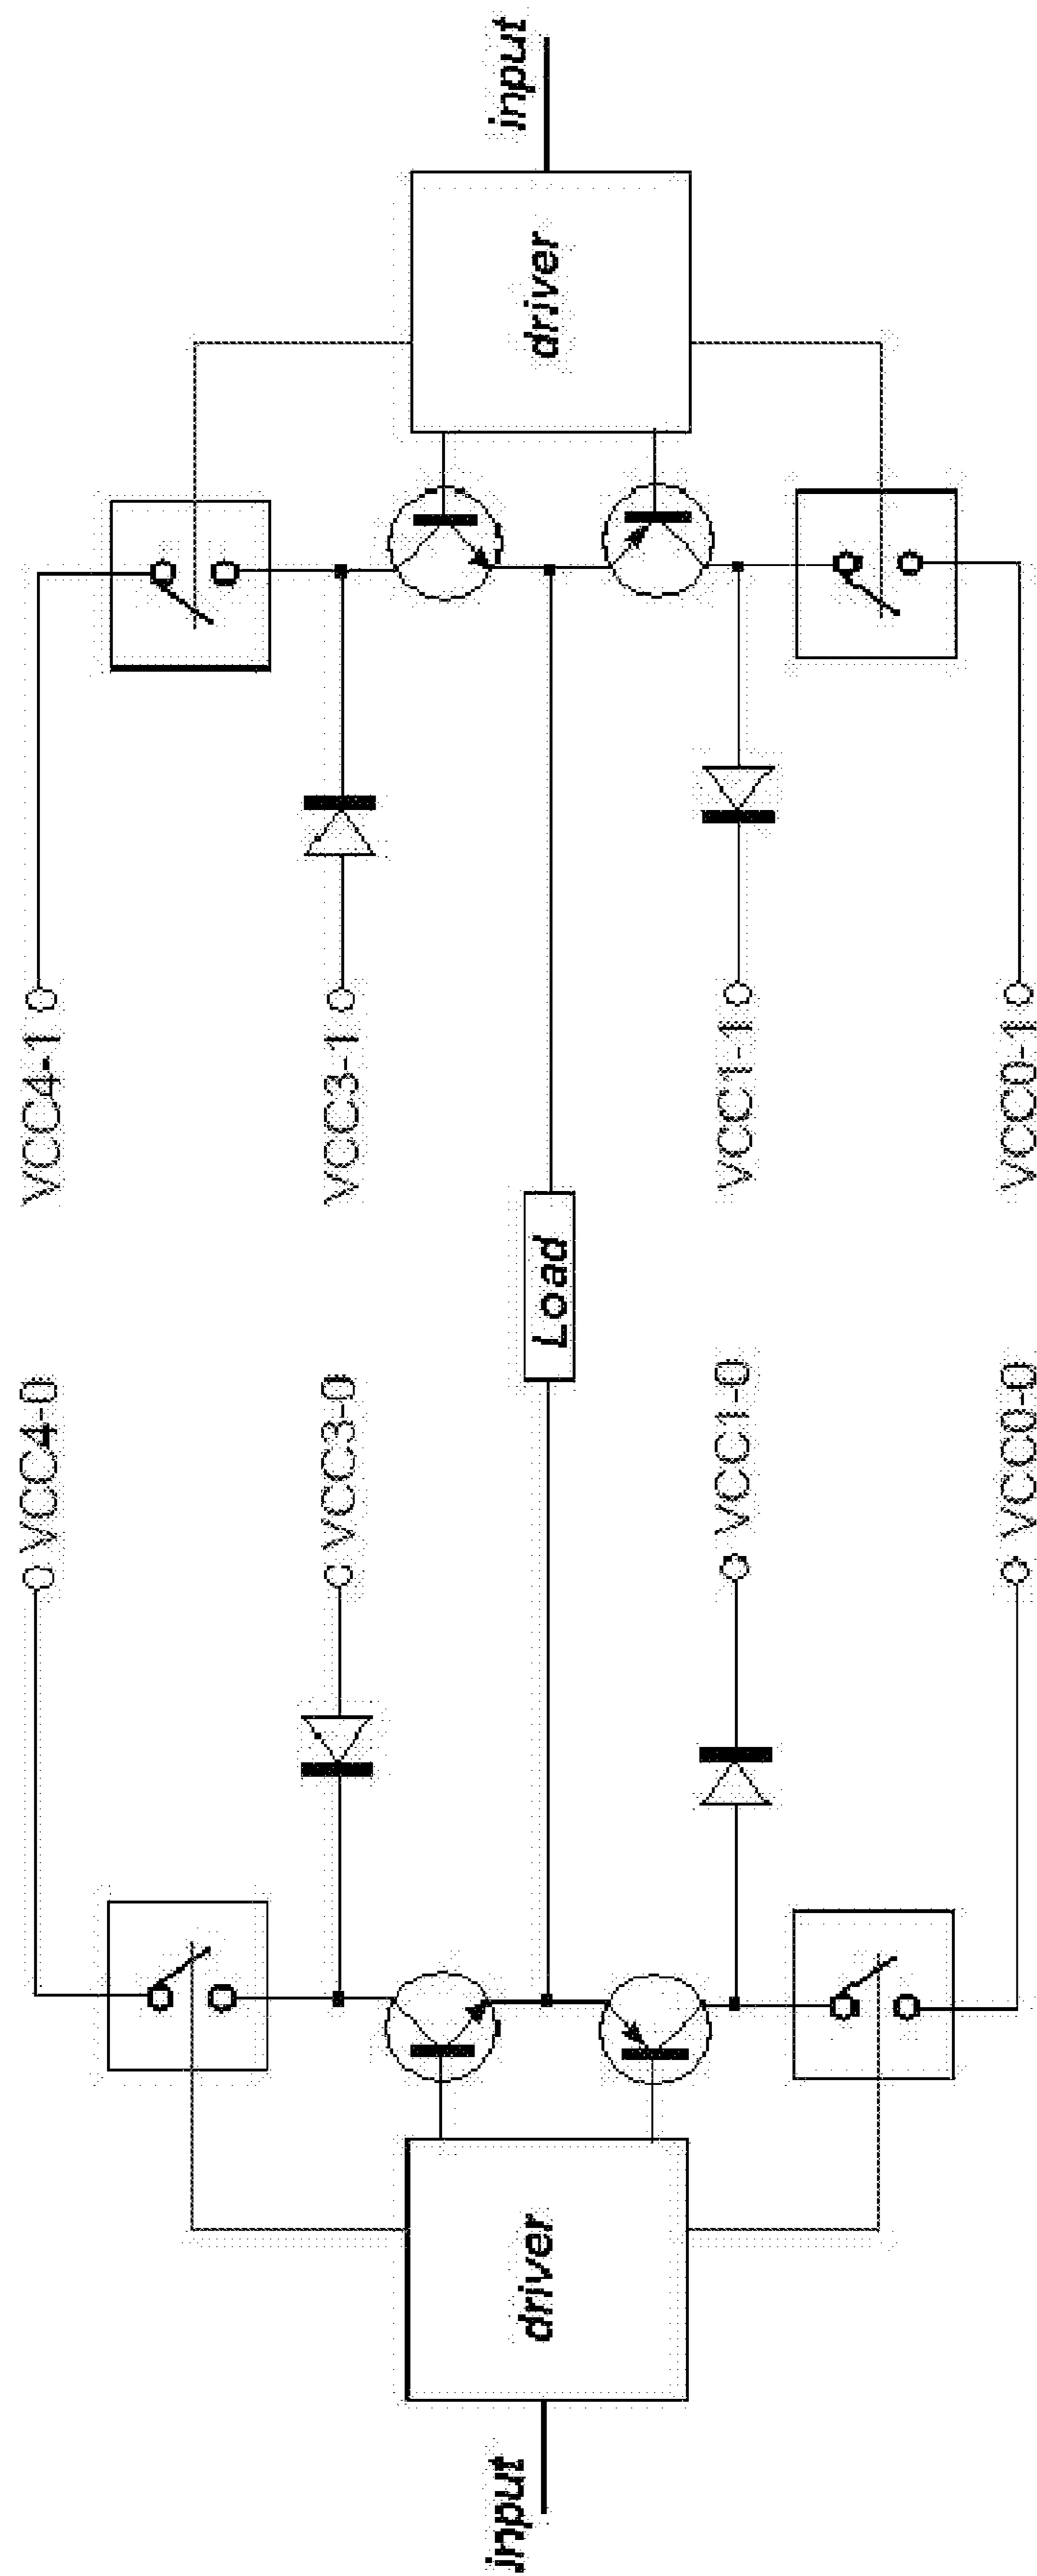 input
driver
VCC4-0
VCC4-1
VCC3-0
VCC3-1
Load
VCC1-0
VCC1-1
VCC0-0
VCC0-1
driver
input